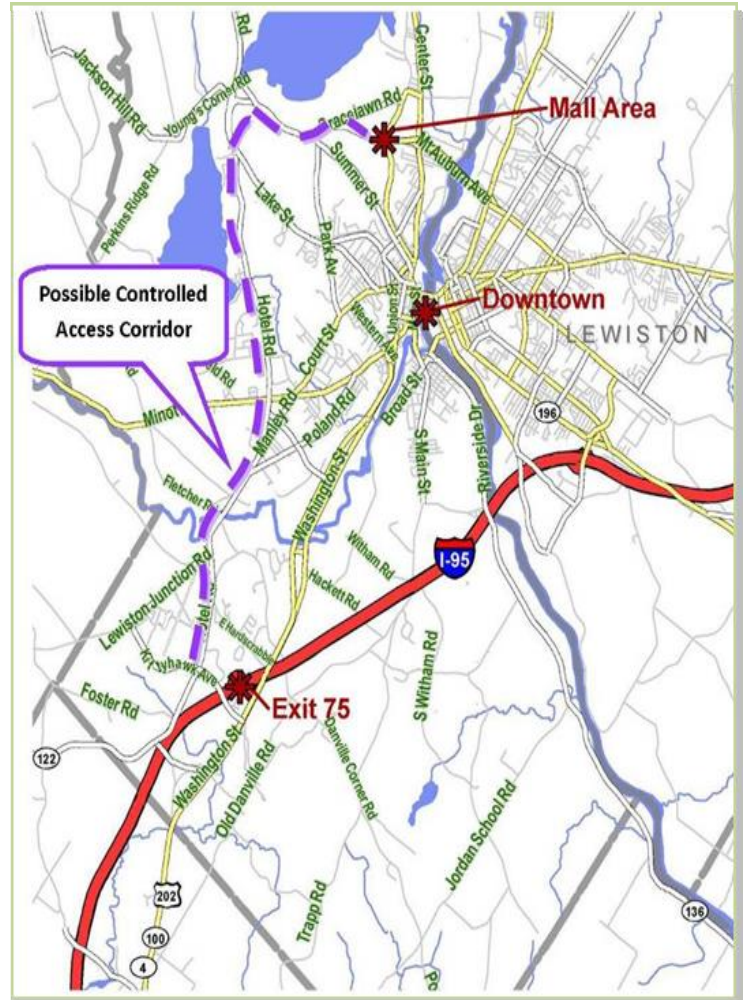 Rd
Center St
Jackson Hill Rd
Young's Corner Rd
Gracelawn Rd
Mall Area
Mt Auburn Ave
Summer St
Perkins Ridge Rd
Lake St
Park Av
Possible Controlled
Access Corridor
Downtown
Union St
Hotel Rd
Western Ave
LEWISTON
Court St
Minot
Manley Rd
Poland Rd
Broad St
196
S Main St
Riverside Dr
Washington St
Fletcher R
I-95
Witham Rd
Hackett Rd
Lewiston Junction Rd
E Hardscrabble
Kittyhawk Ave
S Witham Rd
Foster Rd
Exit 75
122
Washington St
Old Danville Rd
Danville Corner Rd
Jordan School Rd
202
Trapp Rd
136
100
4